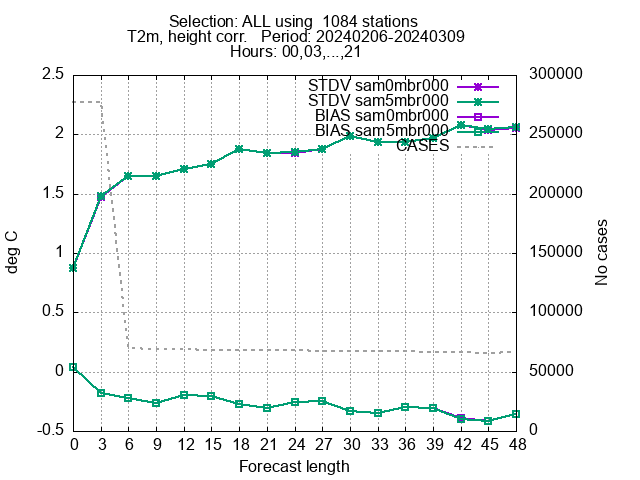 Selection: ALL using  1084 stations
T2m, height corr.   Period: 20240206-20240309
Hours: 00,03,...,21
2.5
2
1.5
1
0.5
0
-0.5
deg C
STDV sam0mbr000
STDV sam5mbr000
BIAS sam0mbr000
BIAS sam5mbr000
CASES
300000
250000
200000
150000
100000
50000
0
No cases
0 3 6 9 12 15 18 21 24 27 30 33 36 39 42 45 48
Forecast length